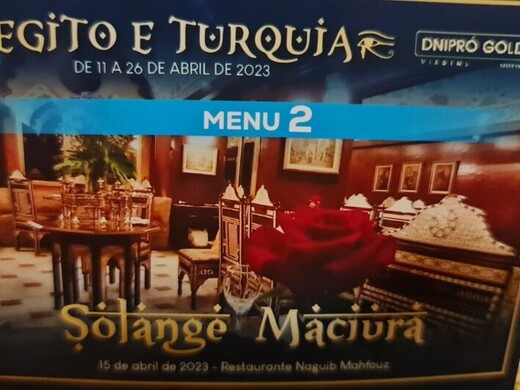 EGITO E TURQUIA
DNIPRÓ GOLD
VIAGENS
DE 11 A 26 DE ABRIL DE 2023
MENU 2
Solange Maciura
15 de abril de 2023 - Restaurante Naguib Mahfouz